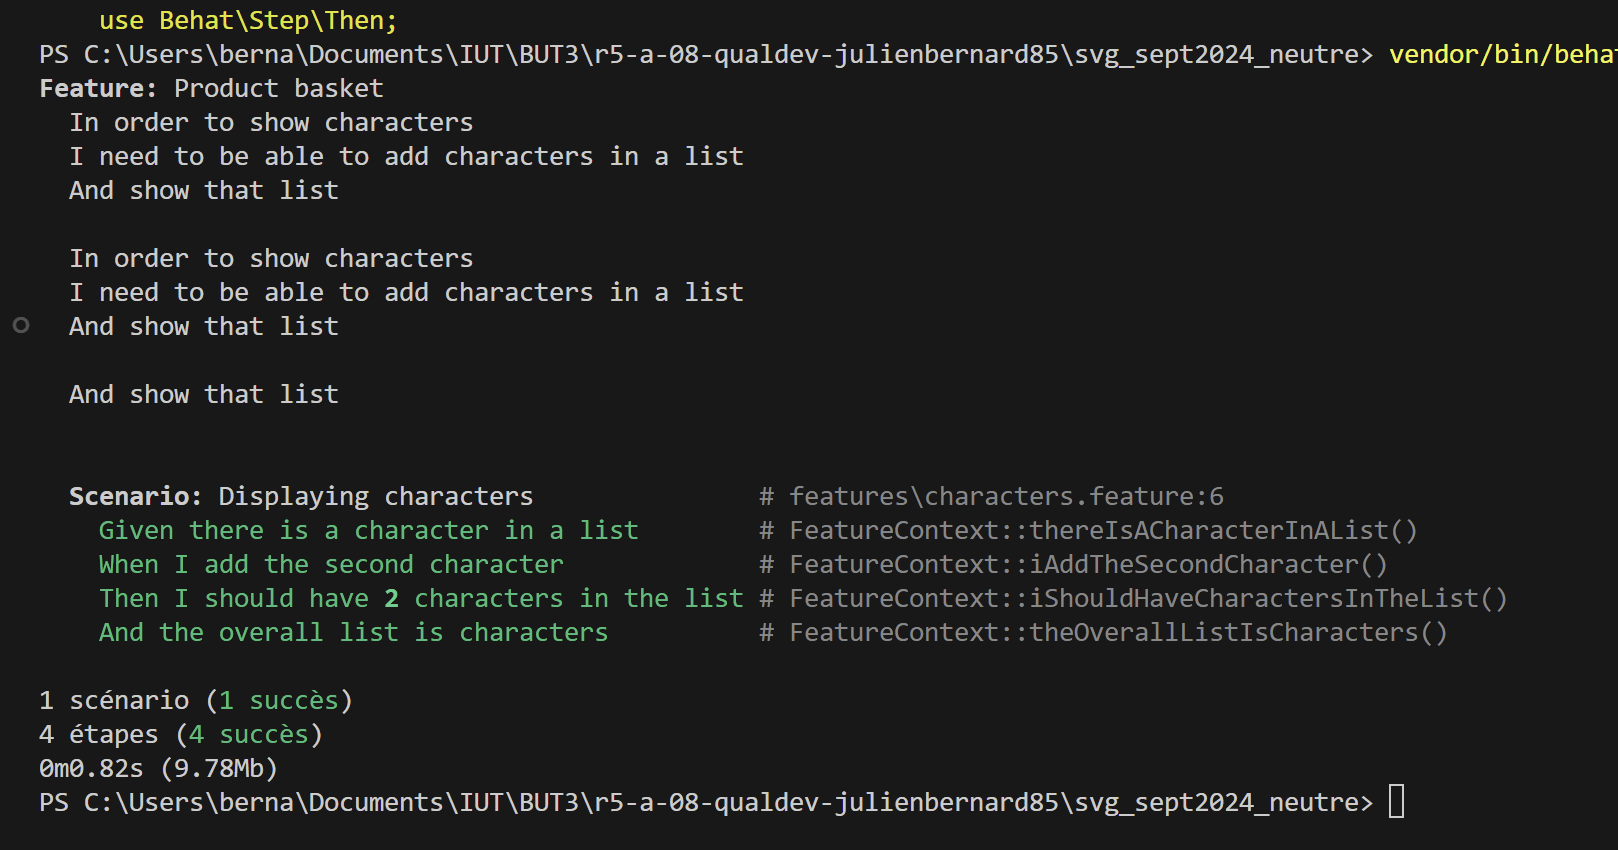 use Behat\Step\Then;
PS C:\Users\berna\Documents\IUT\BUT3\r5-a-08-qualdev-julienbernard85\svg_sept2024_neutre> vendor/bin/beha
Feature: Product basket
In order to show characters
I need to be able to add characters in a list
And show that list
In order to show characters
I need to be able to add characters in a list
And show that list
And show that list
Scenario: Displaying characters # features\characters.feature:6
Given there is a character in a list # FeatureContext::thereIsACharacterInAList()
When I add the second character # FeatureContext::iAddTheSecondCharacter()
Then I should have 2 characters in the list # FeatureContext::iShouldHaveCharactersInTheList()
And the overall list is characters # FeatureContext::theOverallListIsCharacters()
1 scénario (1 succès)
4 étapes (4 succès)
0m0.82s (9.78Mb)
PS C:\Users\berna\Documents\IUT\BUT3\r5-a-08-qualdev-julienbernard85\svg_sept2024_neutre>